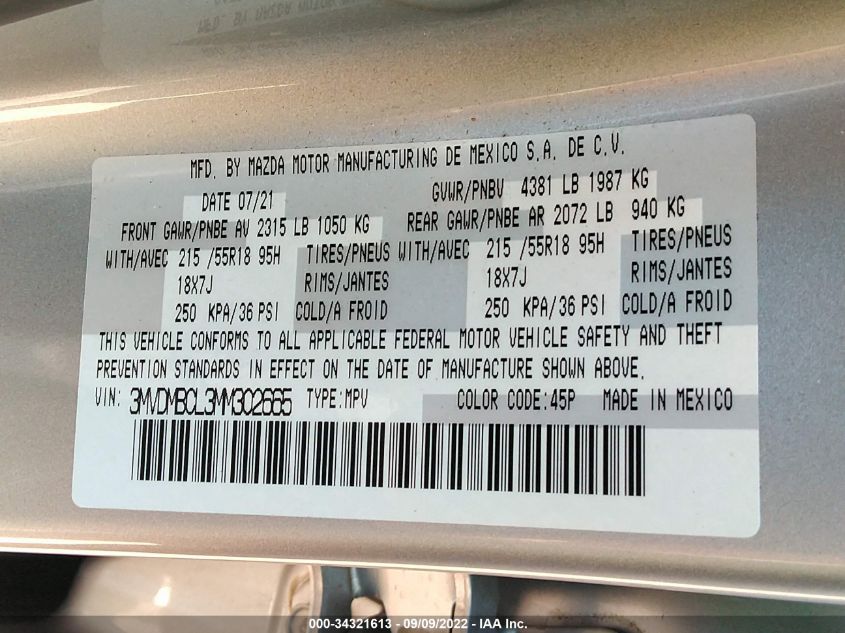 MFD. BY MAZDA MOTOR MANUFACTURING DE MEXICO S.A. DE C.V.
DATE 07/21 GVWR/PNBV 4381 LB 1987 KG
FRONT GAWR/PNBE AV 2315 LB 1050 KG REAR GAWR/PNBE AR 2072 LB 940 KG
WITH/AVEC 215 /55R18 95H TIRES/PNEUS WITH/AVEC 215 /55R18 95H TIRES/PNEUS
18X7J RIMS/JANTES 18X7J RIMS/JANTES
250 KPA/36 PSI COLD/A FROID 250 KPA/36 PSI COLD/A FROID
THIS VEHICLE CONFORMS TO ALL APPLICABLE FEDERAL MOTOR VEHICLE SAFETY AND THEFT
PREVENTION STANDARDS IN EFFECT ON THE DATE OF MANUFACTURE SHOWN ABOVE.
VIN: 3MVDMBCL3MM302665 TYPE:MPV COLOR CODE:45P MADE IN MEXICO
000-34321613 - 09/09/2022 - IAA Inc.